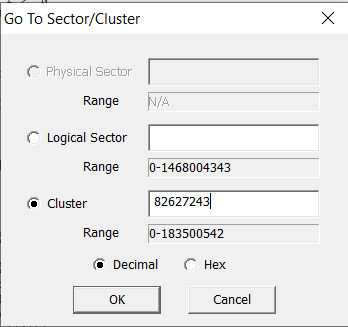 Go To Sector/Cluster
Physical Sector
Range N/A
Logical Sector
Range 0-1468004343
Cluster 82627243
Range 0-183500542
Decimal Hex
OK Cancel